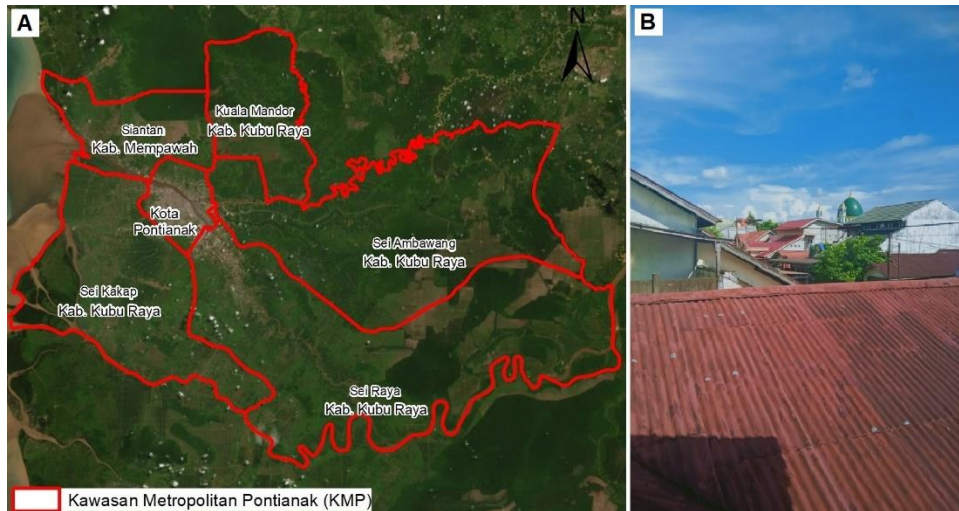 A
B
N
Kuala Mandor
Kab. Kubu Raya
Siantan
Kab. Mempawah
Kota
Pontianak
Sei Ambawang
Kab. Kubu Raya
Sei Kakap
Kab. Kubu Raya
Sei Raya
Kab. Kubu Raya
Kawasan Metropolitan Pontianak (KMP)